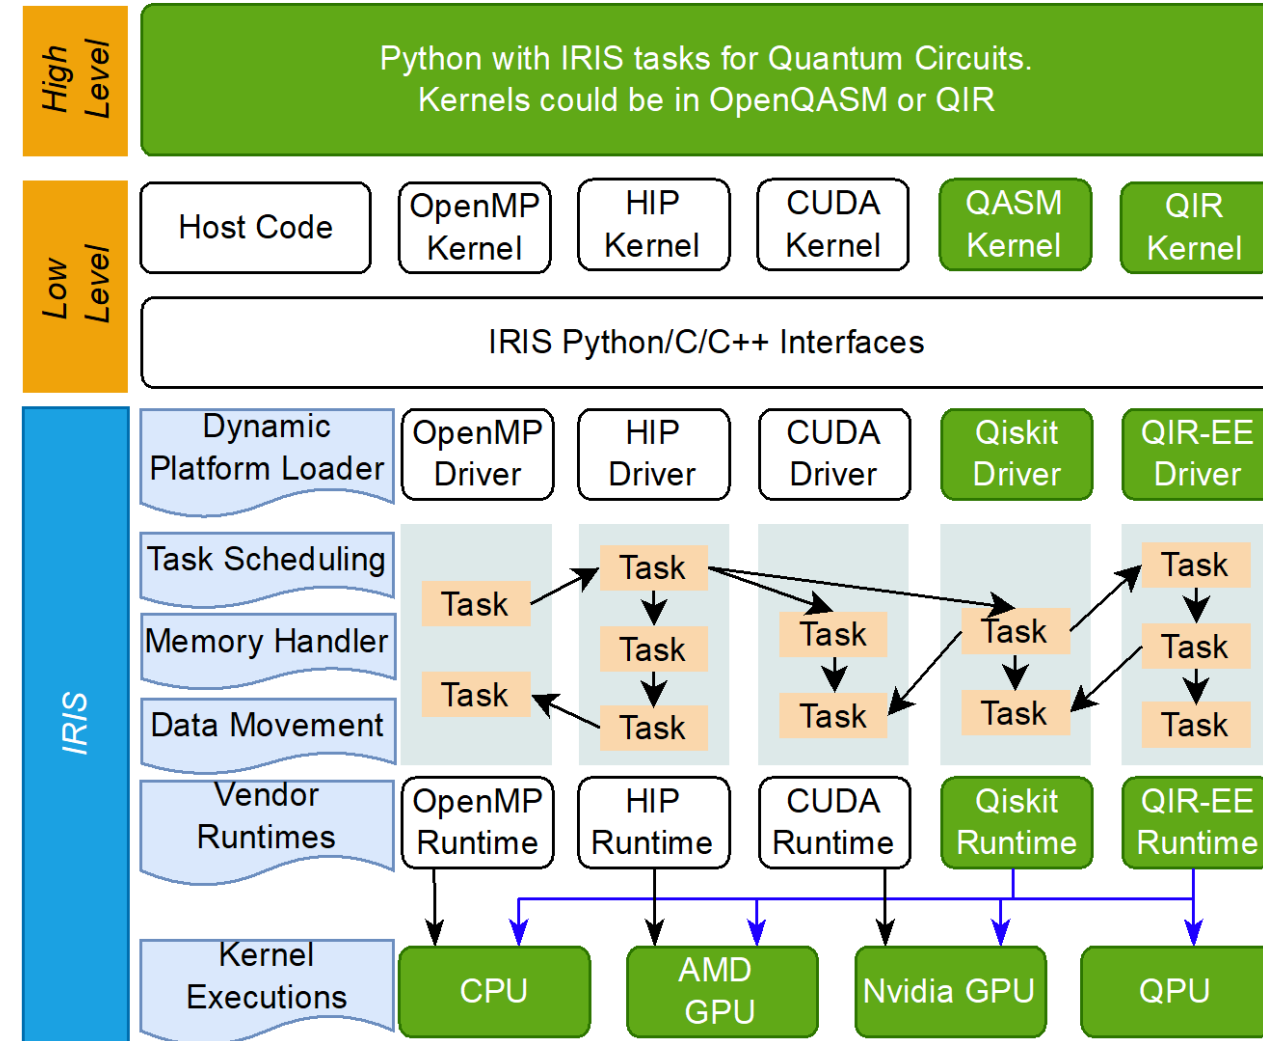 High
Level
Python with IRIS tasks for Quantum Circuits.
Kernels could be in OpenQASM or QIR
Low
Level
Host Code
OpenMP
Kernel
HIP
Kernel
CUDA
Kernel
QASM
Kernel
QIR
Kernel
IRIS Python/C/C++ Interfaces
IRIS
Dynamic
Platform Loader
OpenMP
Driver
HIP
Driver
CUDA
Driver
Qiskit
Driver
QIR-EE
Driver
Task Scheduling
Memory Handler
Data Movement
Task
Task
Task
Task
Task
Task
Task
Task
Task
Task
Task
Task
Vendor
Runtimes
OpenMP
Runtime
HIP
Runtime
CUDA
Runtime
Qiskit
Runtime
QIR-EE
Runtime
Kernel
Executions
CPU
AMD
GPU
Nvidia GPU
QPU